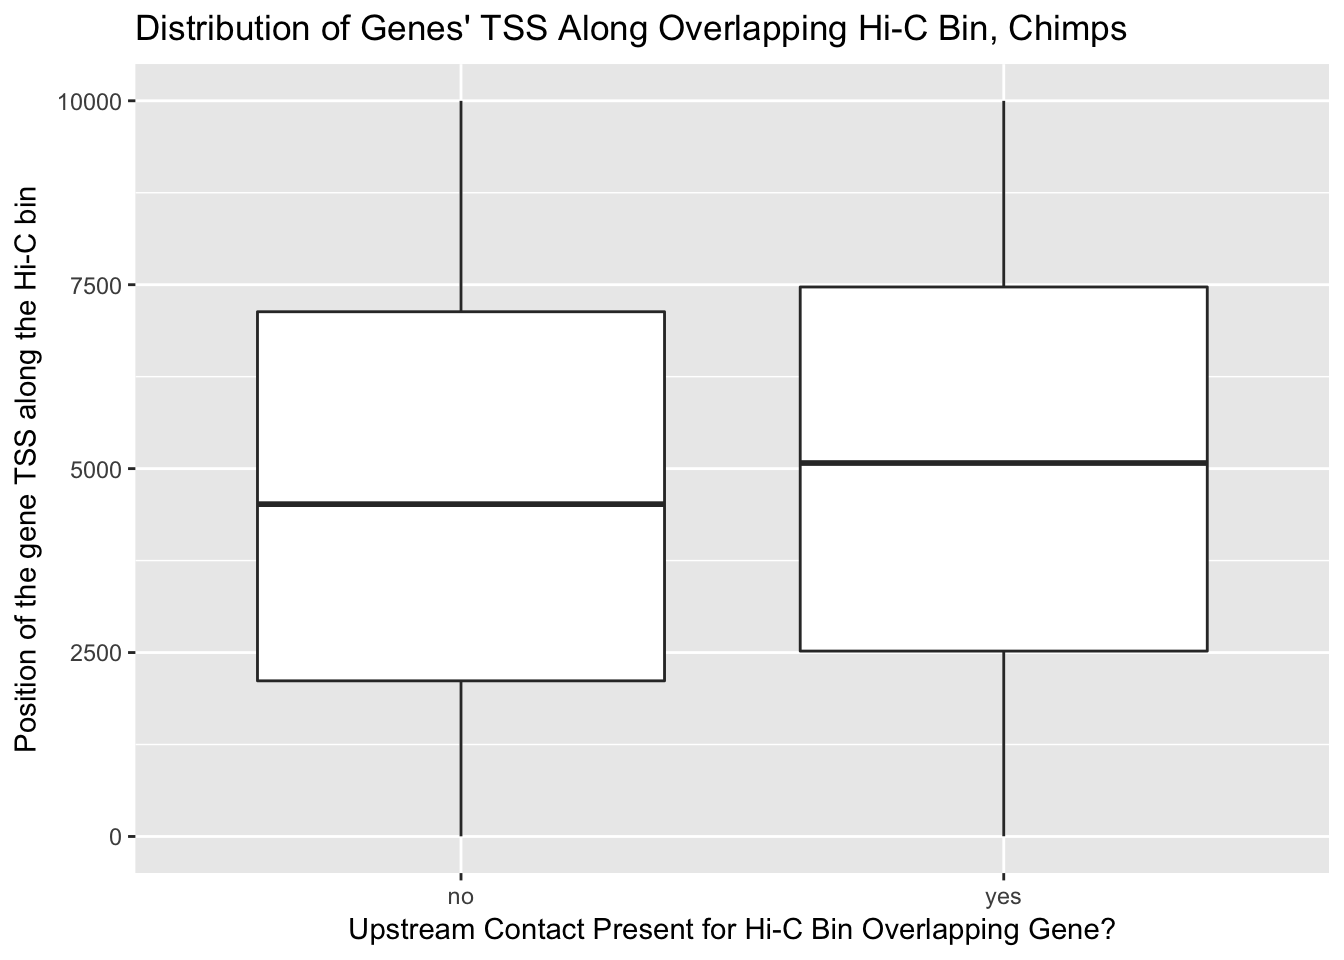 Distribution of Genes' TSS Along Overlapping Hi-C Bin, Chimps
Position of the gene TSS along the Hi-C bin
10000
7500
5000
2500
0
no
yes
Upstream Contact Present for Hi-C Bin Overlapping Gene?